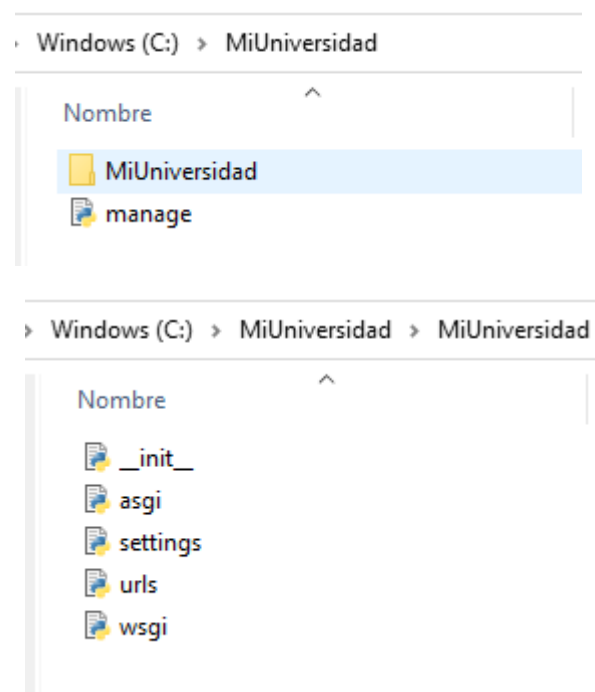 Windows (C:) > MiUniversidad
Nombre
MiUniversidad
manage
Windows (C:) > MiUniversidad > MiUniversidad
Nombre
__init__
asgi
settings
urls
wsgi